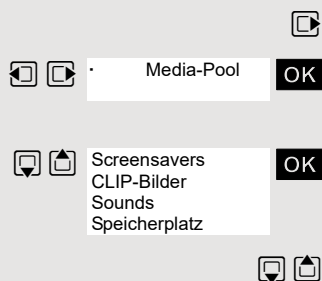 · Media-Pool OK
Screensavers OK
CLIP-Bilder
Sounds
Speicherplatz